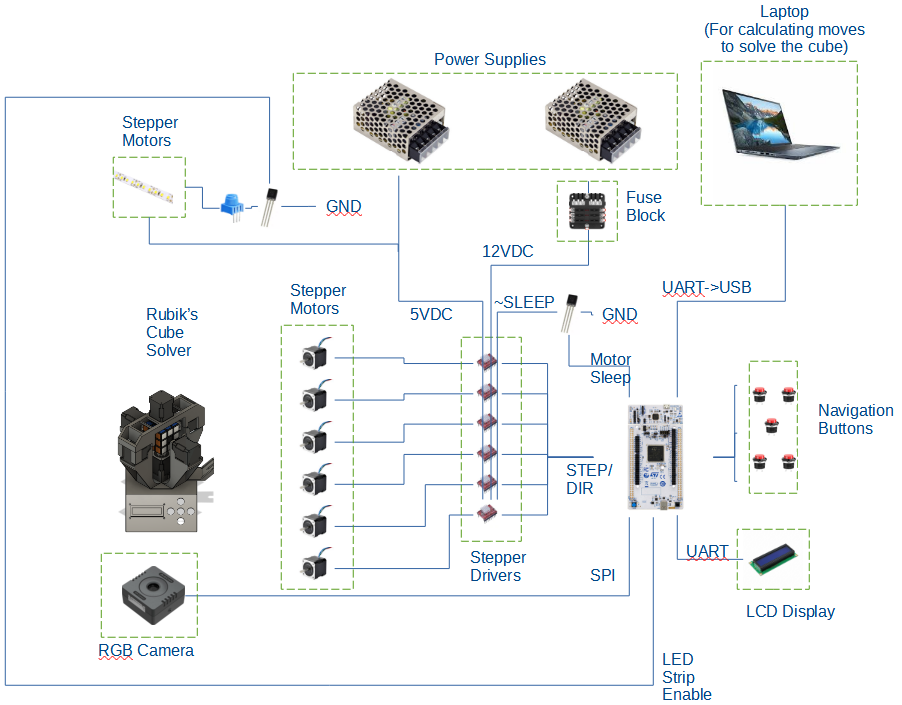 Laptop
(For calculating moves
to solve the cube)
Power Supplies
Stepper
Motors
GND
Fuse
Block
12VDC
UART->USB
Stepper
Motors
~SLEEP
5VDC
GND
Rubik's
Cube
Solver
Motor
Sleep
Navigation
Buttons
STEP/
DIR
UART
Stepper
Drivers
SPI
LCD Display
RGB Camera
LED
Strip
Enable